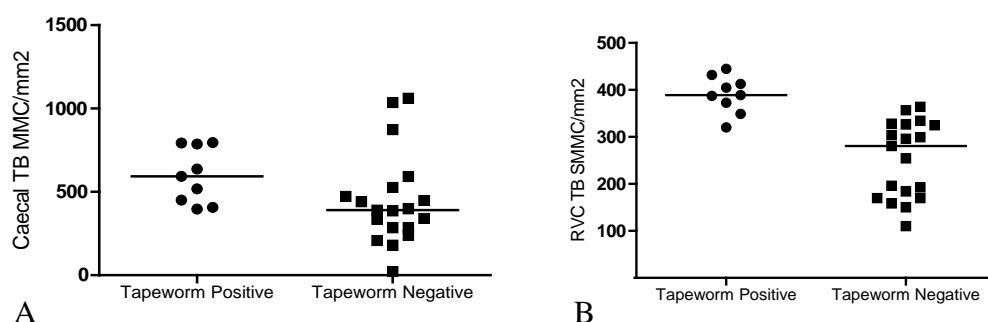 Caecal TB MMC/mm2
1500
1000
500
0
Tapeworm Positive
Tapeworm Negative
A
RVC TB SMMC/mm2
500
400
300
200
100
Tapeworm Positive
Tapeworm Negative
B